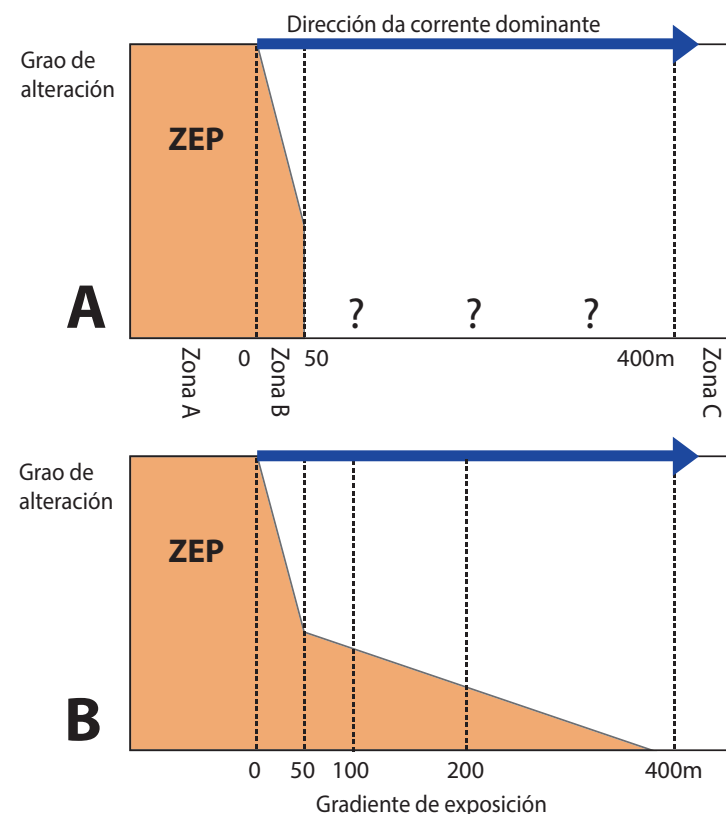 Dirección da corrente dominante
Grao de
alteración
ZEP
A
? ? ?
0 50 400m
Zona A
Zona B
Zona C
Grao de
alteración
ZEP
B
0 50 100 200 400m
Gradiente de exposición